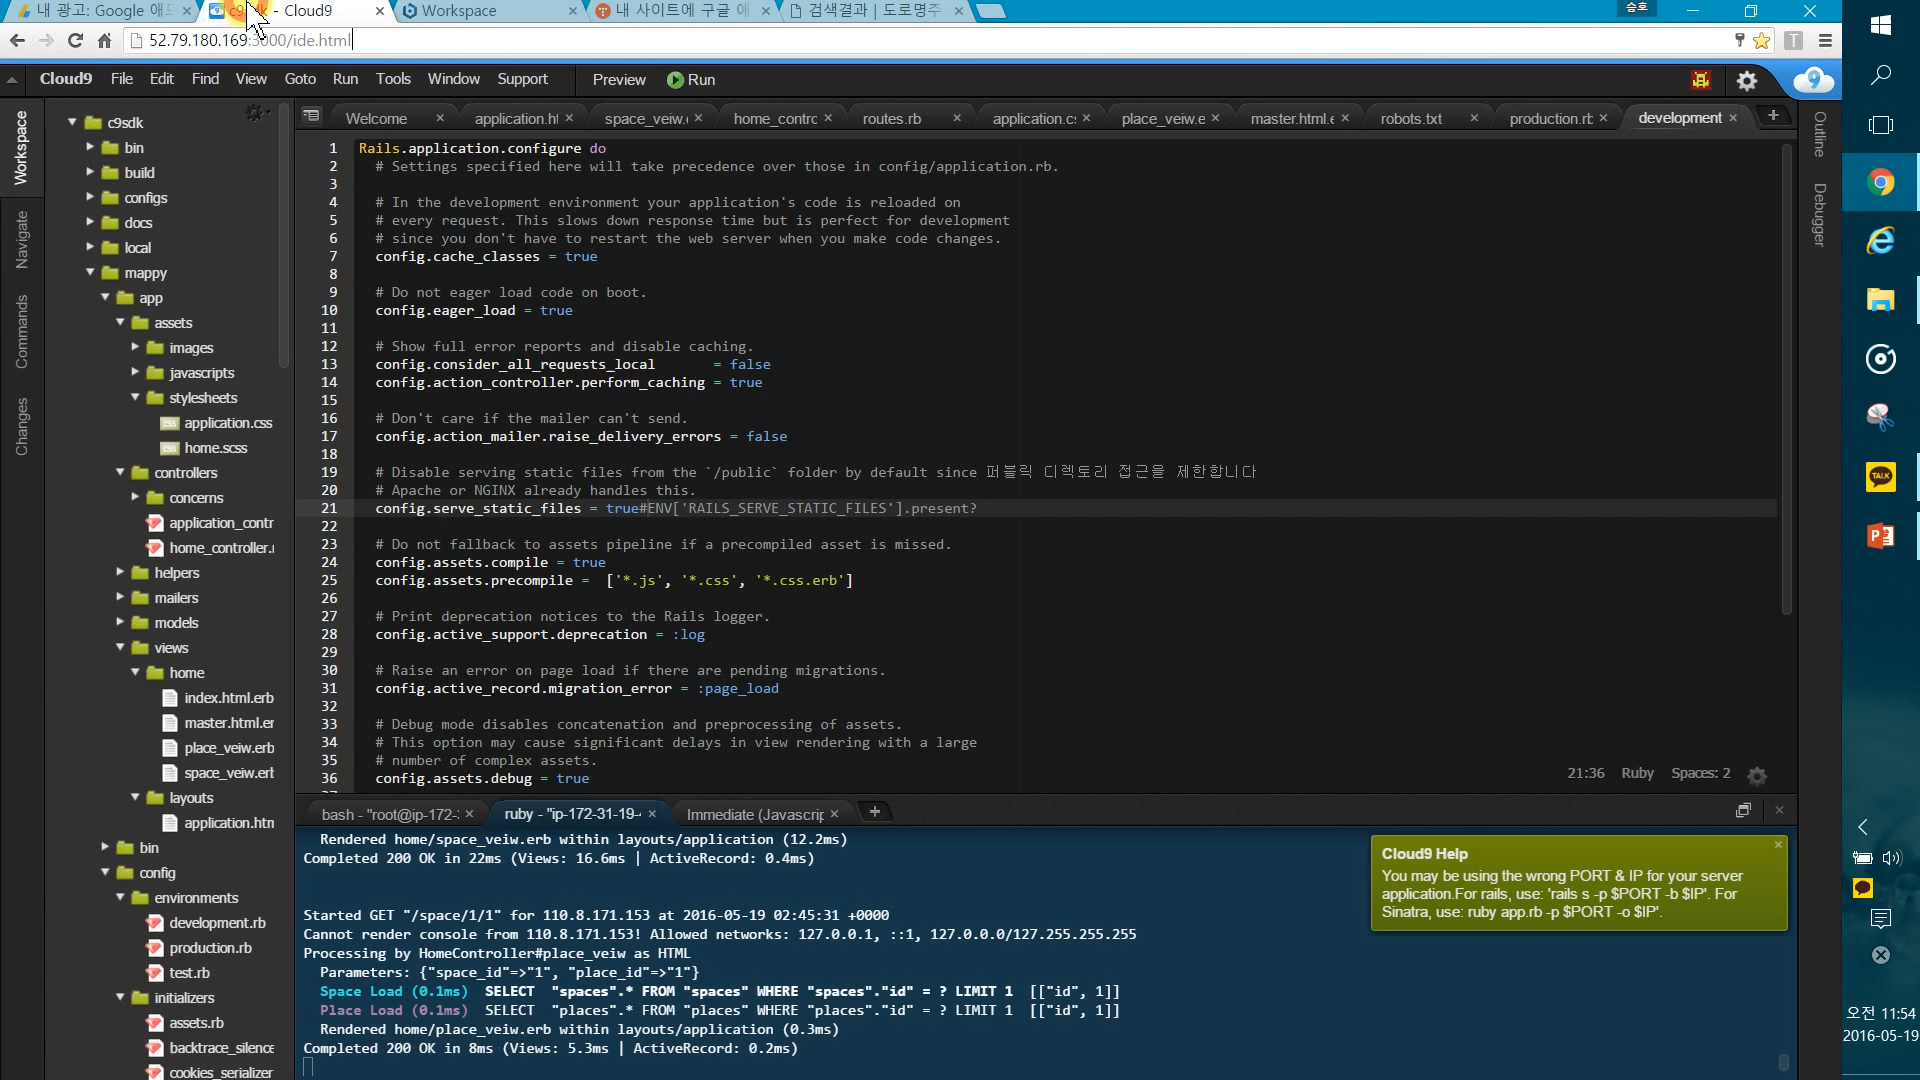 내 광고: Google 애드
c9sdk - Cloud9
Workspace
내 사이트에 구글 애
검색결과 | 도로명주
승호
52.79.180.169:3000/ide.html
Cloud9 File Edit Find View Goto Run Tools Window Support Preview Run
Workspace
Navigate
Commands
Changes
c9sdk
bin
build
configs
docs
local
mappy
app
assets
images
javascripts
stylesheets
application.css
home.scss
controllers
concerns
application_contr
home_controller.r
helpers
mailers
models
views
home
index.html.erb
master.html.er
place_veiw.erb
space_veiw.erb
layouts
application.htm
bin
config
environments
development.rb
production.rb
test.rb
initializers
assets.rb
backtrace_silence
cookies_serializer
Welcome
application.ht
space_veiw.
home_contrc
routes.rb
application.c
place_veiw.e
master.html.e
robots.txt
production.rb
development
1 Rails.application.configure do
2 # Settings specified here will take precedence over those in config/application.rb.
3
4 # In the development environment your application's code is reloaded on
5 # every request. This slows down response time but is perfect for development
6 # since you don't have to restart the web server when you make code changes.
7 config.cache_classes = true
8
9 # Do not eager load code on boot.
10 config.eager_load = true
11
12 # Show full error reports and disable caching.
13 config.consider_all_requests_local       = false
14 config.action_controller.perform_caching = true
15
16 # Don't care if the mailer can't send.
17 config.action_mailer.raise_delivery_errors = false
18
19 # Disable serving static files from the `/public` folder by default since 퍼블릭 디렉토리 접근을 제한합니다
20 # Apache or NGINX already handles this.
21 config.serve_static_files = true#ENV['RAILS_SERVE_STATIC_FILES'].present?
22
23 # Do not fallback to assets pipeline if a precompiled asset is missed.
24 config.assets.compile = true
25 config.assets.precompile =  ['*.js', '*.css', '*.css.erb']
26
27 # Print deprecation notices to the Rails logger.
28 config.active_support.deprecation = :log
29
30 # Raise an error on page load if there are pending migrations.
31 config.active_record.migration_error = :page_load
32
33 # Debug mode disables concatenation and preprocessing of assets.
34 # This option may cause significant delays in view rendering with a large
35 # number of complex assets.
36 config.assets.debug = true
21:36 Ruby Spaces: 2
Outline
Debugger
bash - "root@ip-172-
ruby - "ip-172-31-19-
Immediate (Javascrip
Rendered home/space_veiw.erb within layouts/application (12.2ms)
Completed 200 OK in 22ms (Views: 16.6ms | ActiveRecord: 0.4ms)
Started GET "/space/1/1" for 110.8.171.153 at 2016-05-19 02:45:31 +0000
Cannot render console from 110.8.171.153! Allowed networks: 127.0.0.1, ::1, 127.0.0.0/127.255.255.255
Processing by HomeController#place_veiw as HTML
Parameters: {"space_id"=>"1", "place_id"=>"1"}
Space Load (0.1ms)  SELECT  "spaces".* FROM "spaces" WHERE "spaces"."id" = ? LIMIT 1  [["id", 1]]
Place Load (0.1ms)  SELECT  "places".* FROM "places" WHERE "places"."id" = ? LIMIT 1  [["id", 1]]
Rendered home/place_veiw.erb within layouts/application (0.3ms)
Completed 200 OK in 8ms (Views: 5.3ms | ActiveRecord: 0.2ms)
Cloud9 Help
You may be using the wrong PORT & IP for your server
application.For rails, use: 'rails s -p $PORT -b $IP'. For
Sinatra, use: ruby app.rb -p $PORT -o $IP'.
TALK
오전 11:54
2016-05-19